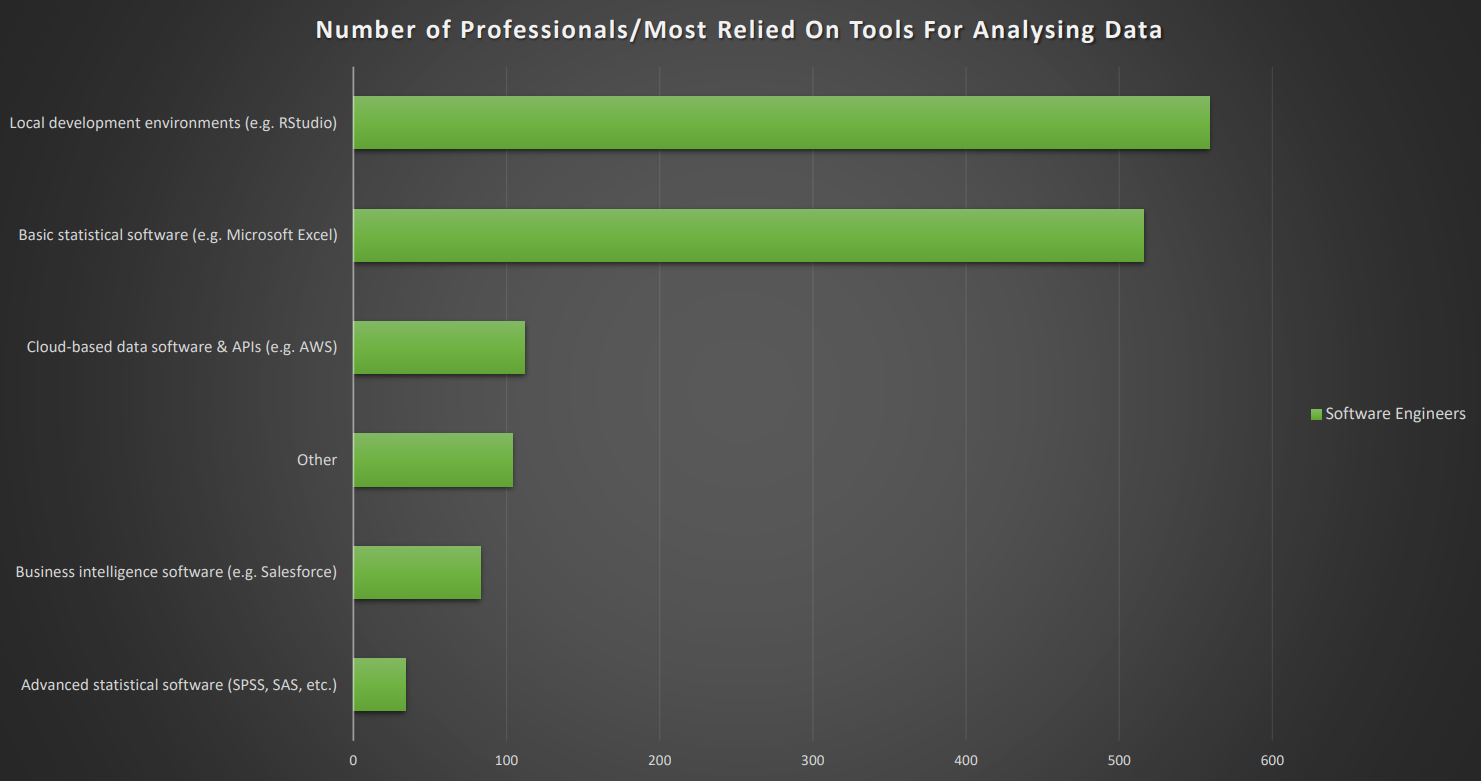 Number of Professionals/Most Relied On Tools For Analysing Data
Local development environments (e.g. RStudio)
Basic statistical software (e.g. Microsoft Excel)
Cloud-based data software & APIs (e.g. AWS)
Other
Business intelligence software (e.g. Salesforce)
Advanced statistical software (SPSS, SAS, etc.)
0 100 200 300 400 500 600
Software Engineers